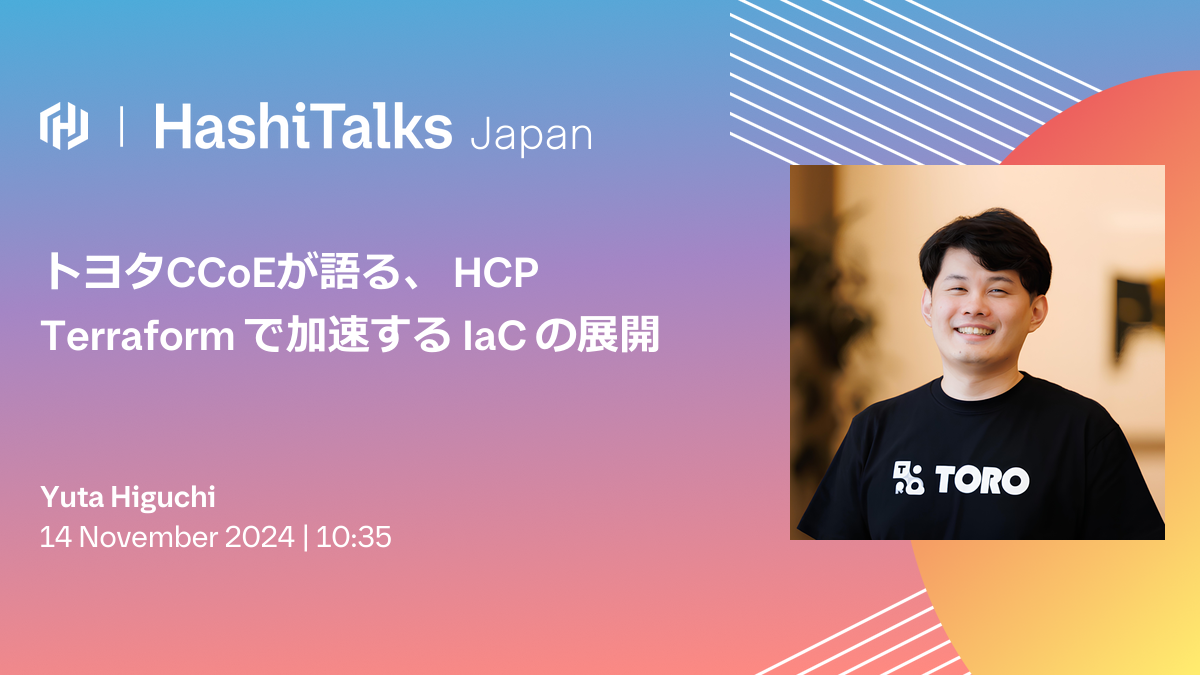 HashiTalks Japan
トヨタCCoEが語る、 HCP
Terraform で加速する IaC の展開
Yuta Higuchi
14 November 2024 | 10:35
TORO
TORO